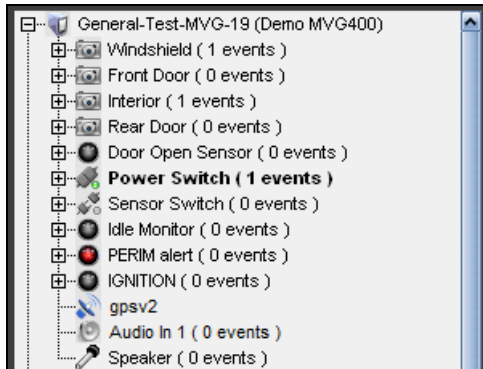 General-Test-MVG-19 (Demo MVG400)
Windshield ( 1 events )
Front Door ( 0 events )
Interior ( 1 events )
Rear Door ( 0 events )
Door Open Sensor ( 0 events )
Power Switch ( 1 events )
Sensor Switch ( 0 events )
Idle Monitor ( 0 events )
PERIM alert ( 0 events )
IGNITION ( 0 events )
gpsv2
Audio In 1 ( 0 events )
Speaker ( 0 events )